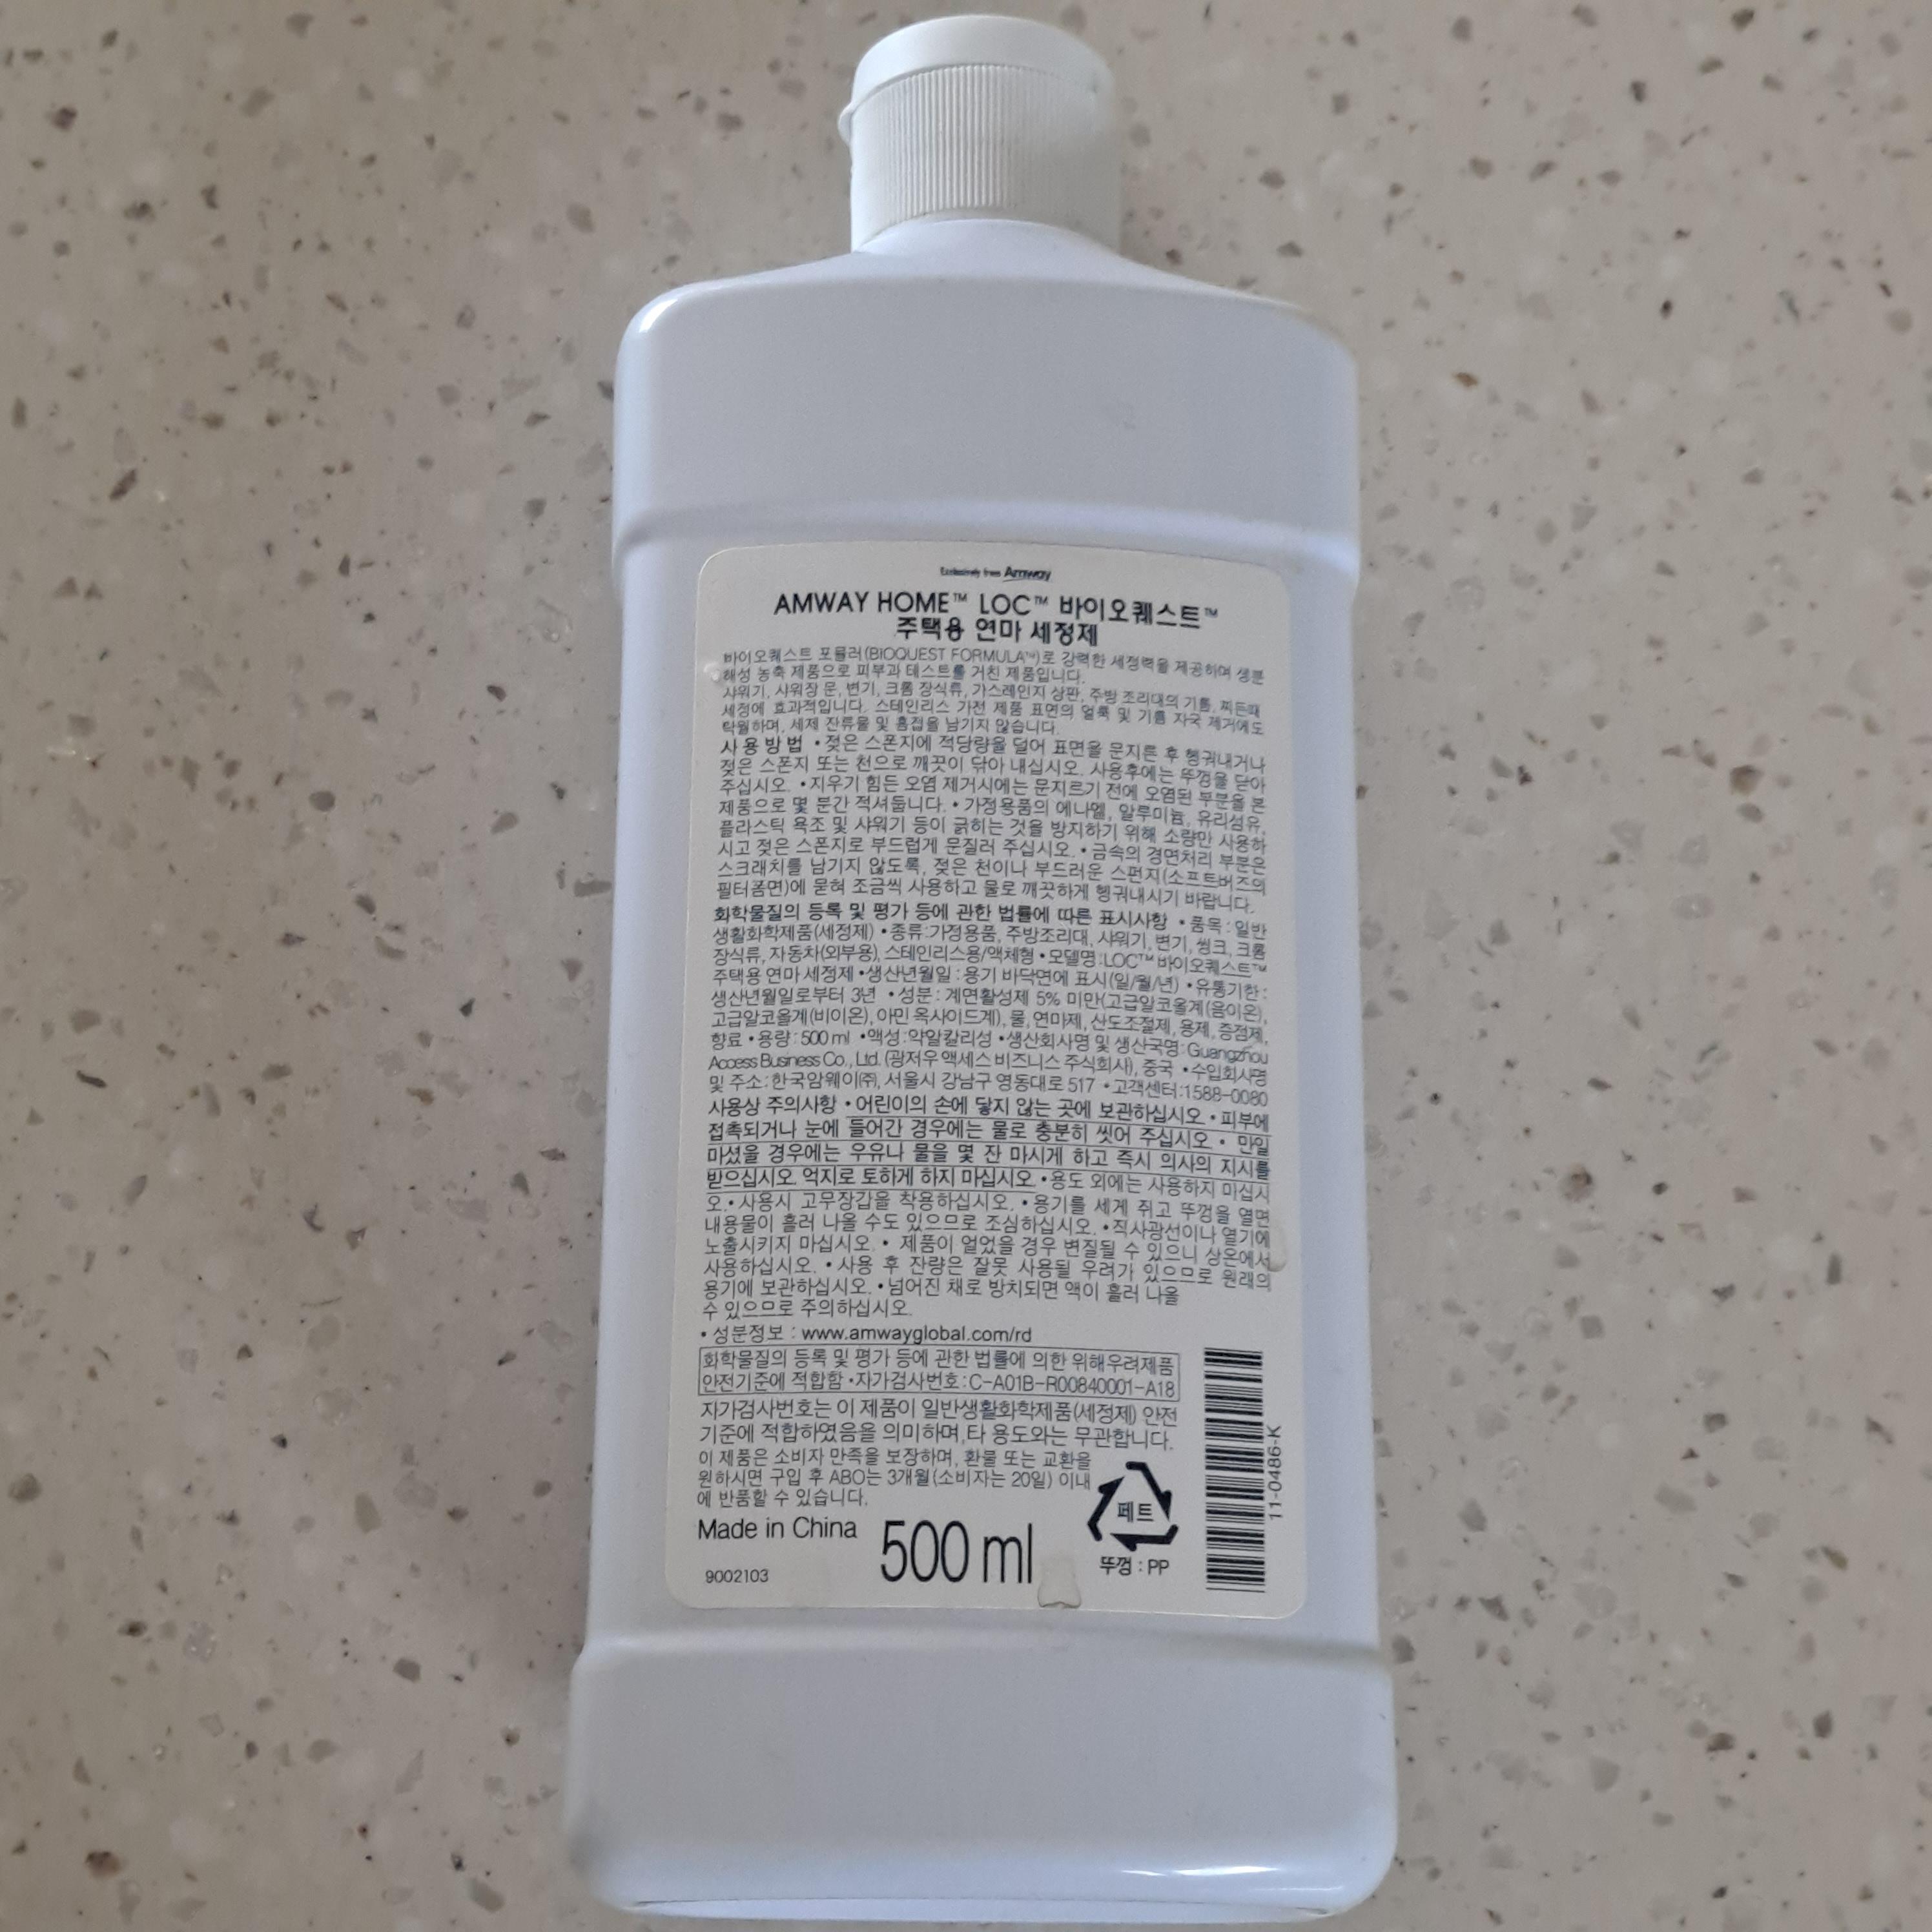 Exclusively from Amway
AMWAY HOME™ LOC™ 바이오퀘스트™
주택용 연마 세정제
바이오퀘스트 포뮬러(BIOQUEST FORMULA™)로 강력한 세정력을 제공하며 생분
해성 농축 제품으로 피부과 테스트를 거친 제품입니다.
샤워기, 샤워장 문, 변기, 크롬 장식류, 가스레인지 상판, 주방 조리대의 기름, 찌든때
세정에 효과적입니다. 스테인리스 가전 제품 표면의 얼룩 및 기름 자국 제거에도
탁월하며, 세제 잔류물 및 흠집을 남기지 않습니다.
사용방법 •젖은 스폰지에 적당량을 덜어 표면을 문지른 후 헹궈내거나
젖은 스폰지 또는 천으로 깨끗이 닦아 내십시오. 사용후에는 뚜껑을 닫아
주십시오. •지우기 힘든 오염 제거시에는 문지르기 전에 오염된 부분을 본
제품으로 몇 분간 적셔둡니다. • 가정용품의 에나멜, 알루미늄, 유리섬유,
플라스틱 욕조 및 샤워기 등이 긁히는 것을 방지하기 위해 소량만 사용하
시고 젖은 스폰지로 부드럽게 문질러 주십시오. •금속의 경면처리 부분은
스크래치를 남기지 않도록, 젖은 천이나 부드러운 스펀지(소프트버즈의
필터폼면)에 묻혀 조금씩 사용하고 물로 깨끗하게 헹궈내시기 바랍니다.
화학물질의 등록 및 평가 등에 관한 법률에 따른 표시사항 •품목:일반
생활화학제품(세정제) •종류:가정용품, 주방조리대, 샤워기, 변기, 씽크, 크롬
장식류, 자동차(외부용), 스테인리스용/액체형 •모델명:LOC™ 바이오퀘스트™
주택용 연마 세정제 •생산년월일 : 용기 바닥면에 표시(일/월/년) •유통기한 :
생산년월일로부터 3년 •성분 : 계면활성제 5% 미만(고급알코올계(음이온),
고급알코올계(비이온), 아민 옥사이드계), 물, 연마제, 산도조절제, 용제, 증점제,
향료 •용량 : 500 ml •액성 : 약알칼리성 •생산회사명 및 생산국명: Guangzhou
Access Business Co., Ltd. (광저우 액세스 비즈니스 주식회사), 중국 •수입회사명
및 주소 : 한국암웨이㈜, 서울시 강남구 영동대로 517 •고객센터:1588-0080
사용상 주의사항 •어린이의 손에 닿지 않는 곳에 보관하십시오 •피부에
접촉되거나 눈에 들어간 경우에는 물로 충분히 씻어 주십시오 • 만일
마셨을 경우에는 우유나 물을 몇 잔 마시게 하고 즉시 의사의 지시를
받으십시오. 억지로 토하게 하지 마십시오 •용도 외에는 사용하지 마십시
오.•사용시 고무장갑을 착용하십시오. •용기를 세게 쥐고 뚜껑을 열면
내용물이 흘러 나올 수도 있으므로 조심하십시오. •직사광선이나 열기에
노출시키지 마십시오. • 제품이 얼었을 경우 변질될 수 있으니 상온에서
사용하십시오. •사용 후 잔량은 잘못 사용될 우려가 있으므로 원래의
용기에 보관하십시오. •넘어진 채로 방치되면 액이 흘러 나올
수 있으므로 주의하십시오.
•성분정보 : www.amwayglobal.com/rd
화학물질의 등록 및 평가 등에 관한 법률에 의한 위해우려제품
안전기준에 적합함 •자가검사번호:C-A01B-R00840001-A18
자가검사번호는 이 제품이 일반생활화학제품(세정제) 안전
기준에 적합하였음을 의미하며,타 용도와는 무관합니다.
이 제품은 소비자 만족을 보장하며, 환불 또는 교환을
원하시면 구입 후 ABO는 3개월(소비자는 20일) 이내
에 반품할 수 있습니다.
Made in China
500 ml
9002103
페트
뚜껑 : PP
11-0486-K